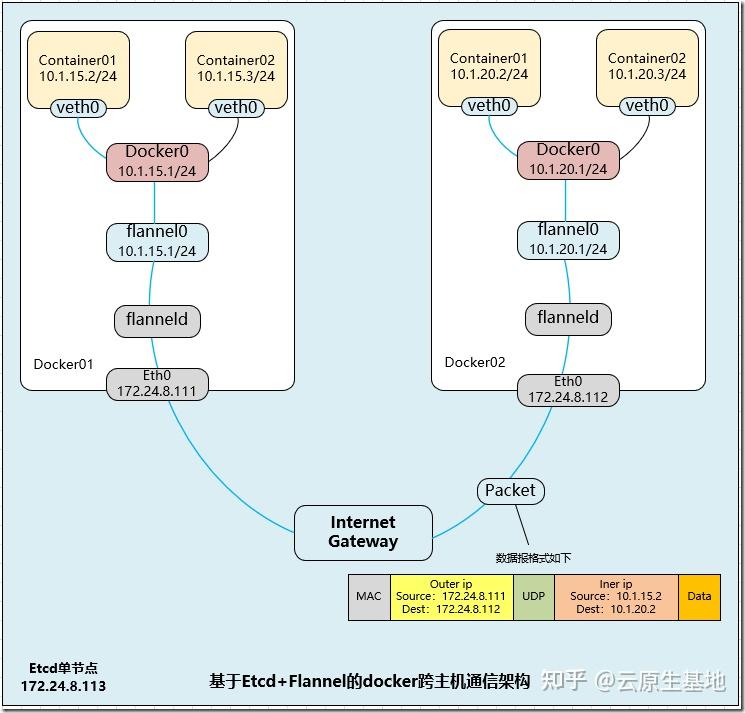 Container01
10.1.15.2/24
Container02
10.1.15.3/24
veth0
veth0
Docker0
10.1.15.1/24
flannel0
10.1.15.1/24
flanneld
Docker01
Eth0
172.24.8.111
Container01
10.1.20.2/24
Container02
10.1.20.3/24
veth0
veth0
Docker0
10.1.20.1/24
flannel0
10.1.20.1/24
flanneld
Docker02
Eth0
172.24.8.112
Internet
Gateway
Packet
数据报格式如下
MAC
Outer ip
Source：172.24.8.111
Dest：172.24.8.112
UDP
Iner ip
Source：10.1.15.2
Dest：10.1.20.2
Data
Etcd单节点
172.24.8.113
基于Etcd+Flannel的docker跨主机通信架构
知乎 @云原生基地